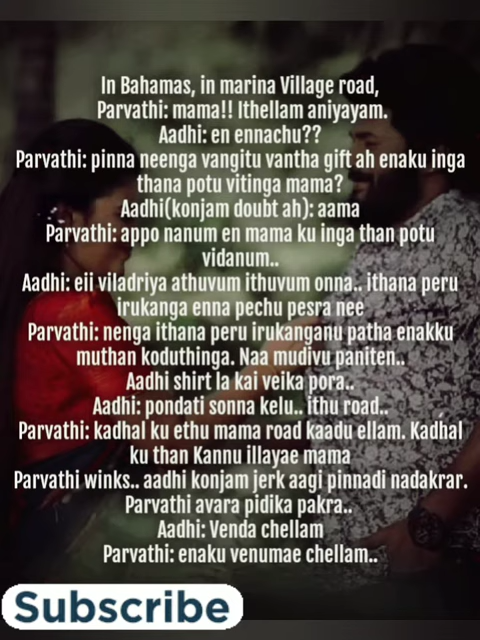 In Bahamas, in marina Village road,
Parvathi: mama!! Ithellam aniyayam.
Aadhi: en ennachu??
Parvathi: pinna neenga vangitu vantha gift ah enaku inga
thana potu vitinga mama?
Aadhi(konjam doubt ah): aama
Parvathi: appo nanum en mama ku inga than potu
vidanum..
Aadhi: eii viladriya athuvum ithuvum onna.. ithana peru
irukanga enna pechu pesra nee
Parvathi: nenga ithana peru irukanganu patha enakku
muthan koduthinga. Naa mudivu paniten..
Aadhi shirt la kai veika pora..
Aadhi: pondati sonna kelu.. ithu road..
Parvathi: kadhal ku ethu mama road kaadu ellam. Kadhal
ku than Kannu illayae mama
Parvathi winks.. aadhi konjam jerk aagi pinnadi nadakrar.
Parvathi avara pidika pakra..
Aadhi: Venda chellam
Parvathi: enaku venumae chellam..
Subscribe